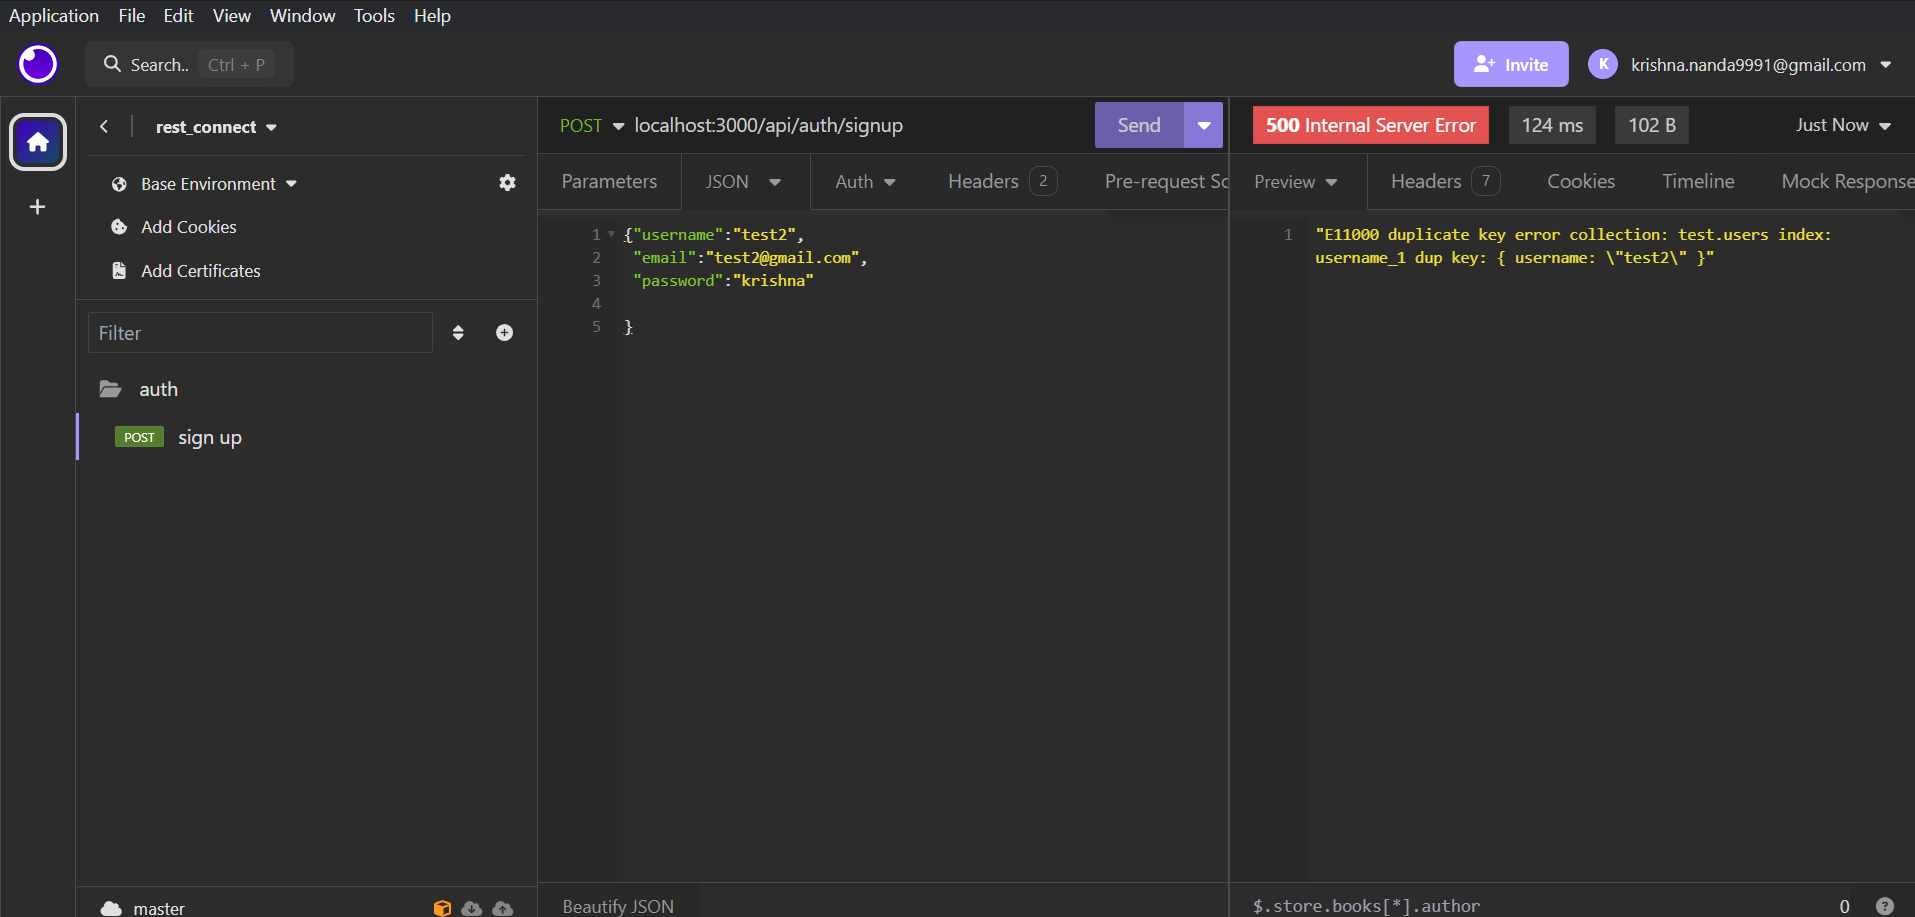 Application File Edit View Window Tools Help
Search.. Ctrl + P
Invite
K
krishna.nanda9991@gmail.com
rest_connect
Base Environment
Add Cookies
Add Certificates
Filter
auth
POST sign up
master
POST localhost:3000/api/auth/signup
Send
Parameters JSON Auth Headers 2 Pre-request Sc
1 {"username":"test2",
2 "email":"test2@gmail.com",
3 "password":"krishna"
4
5 }
Beautify JSON
500 Internal Server Error 124 ms 102 B Just Now
Preview Headers 7 Cookies Timeline Mock Response
1 "E11000 duplicate key error collection: test.users index:
username_1 dup key: { username: \"test2\" }"
$.store.books[*].author 0 ?